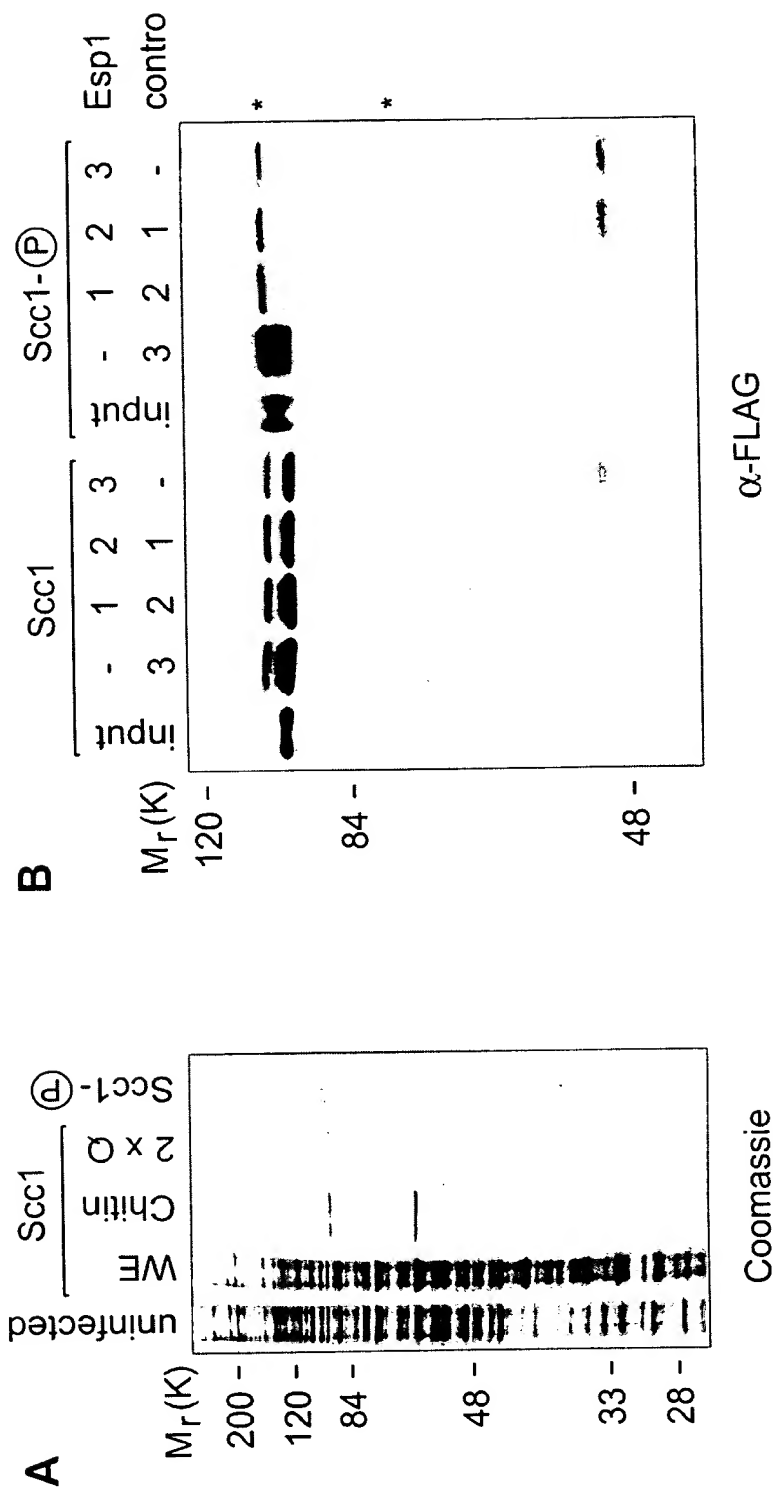 A
Scc1
Scc1-Ⓟ
uninfected
WE
Chitin
2 x Q
Mr(K)
200 -
120 -
84 -
48 -
33 -
28 -
Coomassie
B
Scc1
Scc1-Ⓟ
input - 1 2 3 input - 1 2 3 Esp1
3 2 1 - 3 2 1 - contro
Mr(K)
120 -
84 -
48 -
*
*
α-FLAG